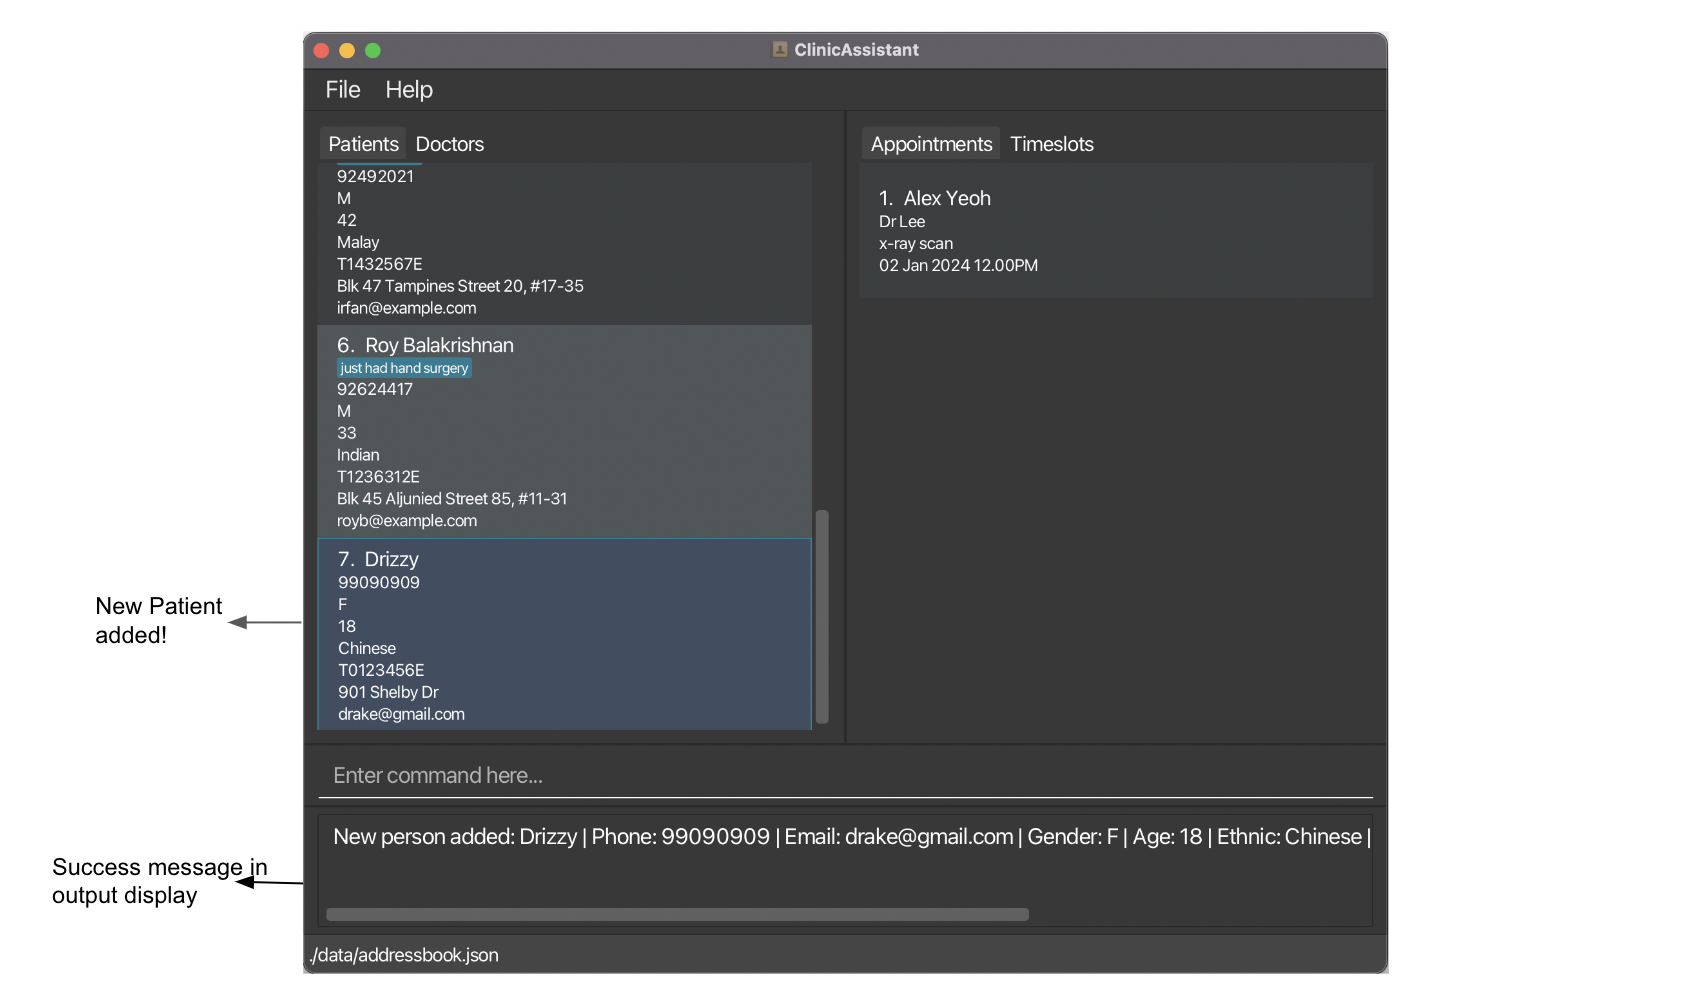 ClinicAssistant
File Help
Patients Doctors
92492021
M
42
Malay
T1432567E
Blk 47 Tampines Street 20, #17-35
irfan@example.com
6. Roy Balakrishnan
just had hand surgery
92624417
M
33
Indian
T1236312E
Blk 45 Aljunied Street 85, #11-31
royb@example.com
7. Drizzy
99090909
F
18
Chinese
T0123456E
901 Shelby Dr
drake@gmail.com
Appointments Timeslots
1. Alex Yeoh
Dr Lee
x-ray scan
02 Jan 2024 12.00PM
New Patient
added!
Enter command here...
New person added: Drizzy | Phone: 99090909 | Email: drake@gmail.com | Gender: F | Age: 18 | Ethnic: Chinese |
Success message in
output display
./data/addressbook.json